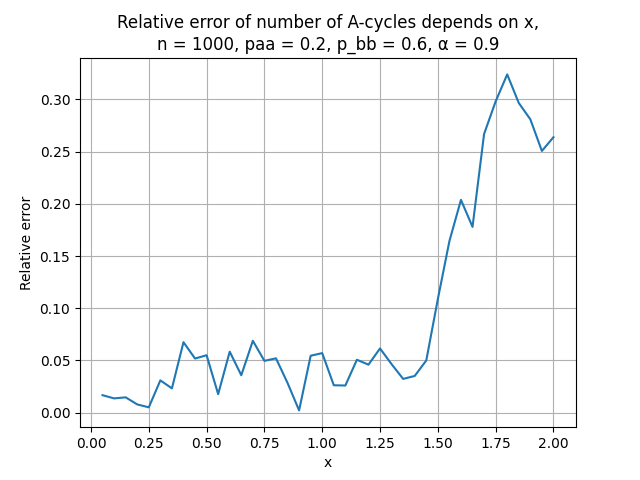 Relative error of number of A-cycles depends on x,
n = 1000, paa = 0.2, p_bb = 0.6, α = 0.9
Relative error
0.30
0.25
0.20
0.15
0.10
0.05
0.00
0.00 0.25 0.50 0.75 1.00 1.25 1.50 1.75 2.00
x